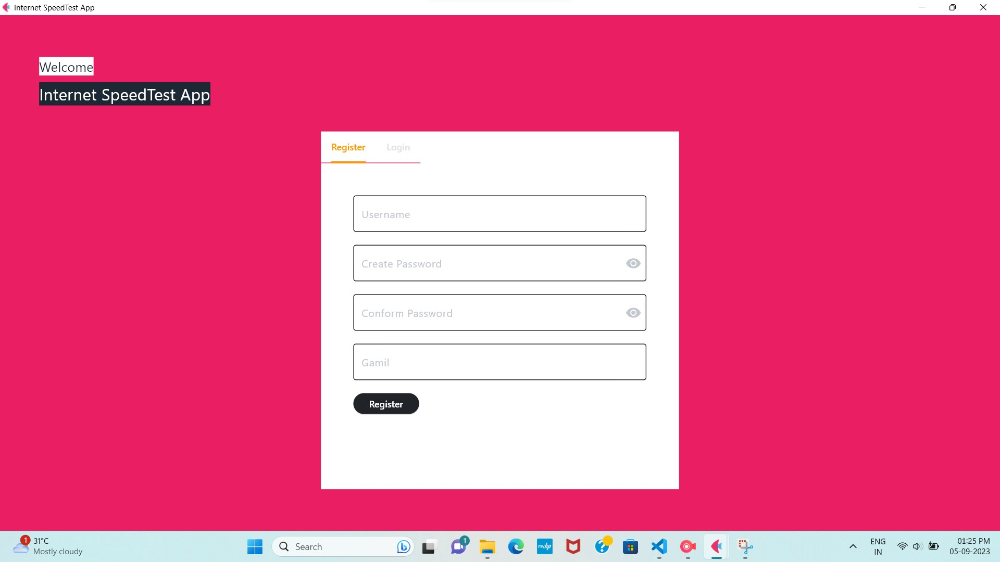 Internet SpeedTest App
Welcome
Internet SpeedTest App
Register Login
Username
Create Password
Conform Password
Gamil
Register
1 31°C
Mostly cloudy
Search
1
myhp
?
ENG
IN
01:25 PM
05-09-2023